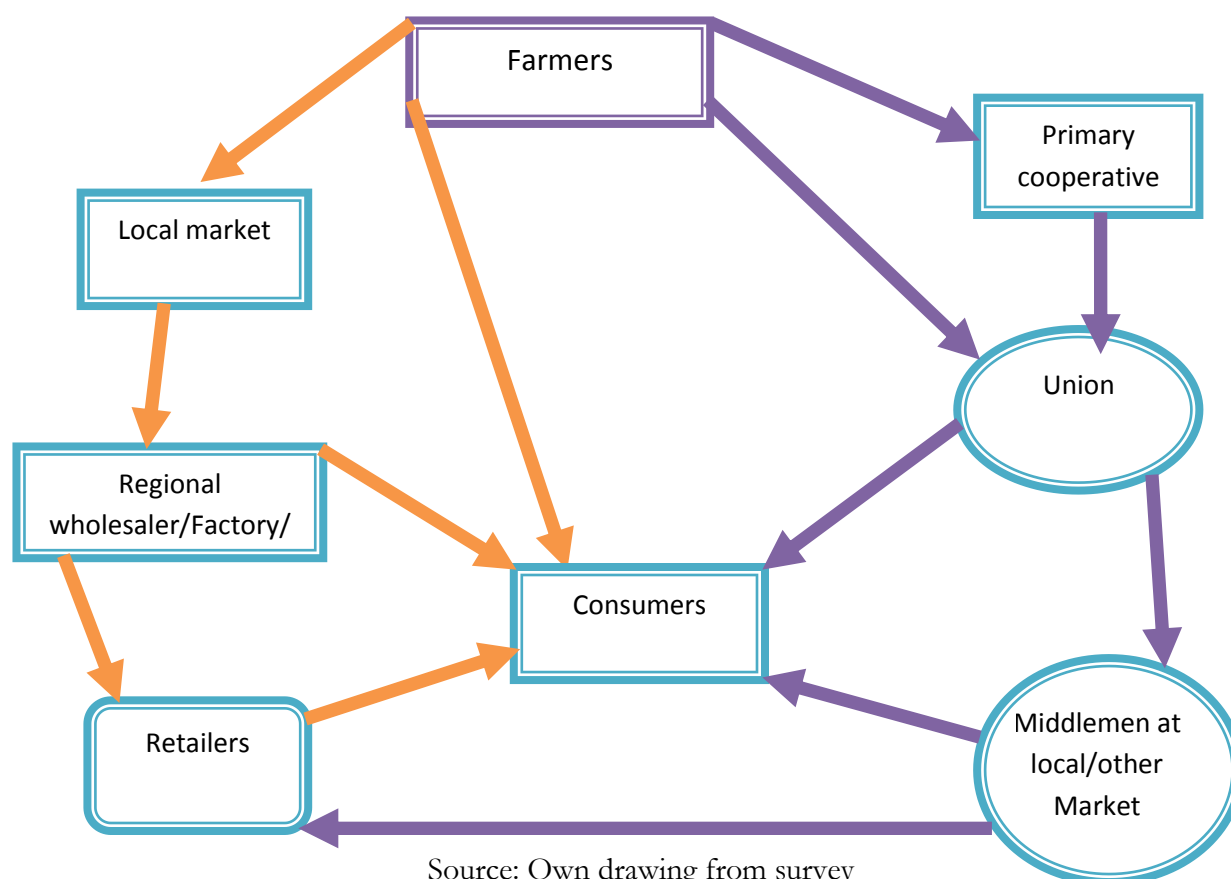 Farmers
Primary
cooperative
Local market
Union
Regional
wholesaler/Factory/
Consumers
Retailers
Middlemen at
local/other
Market
Source: Own drawing from survey